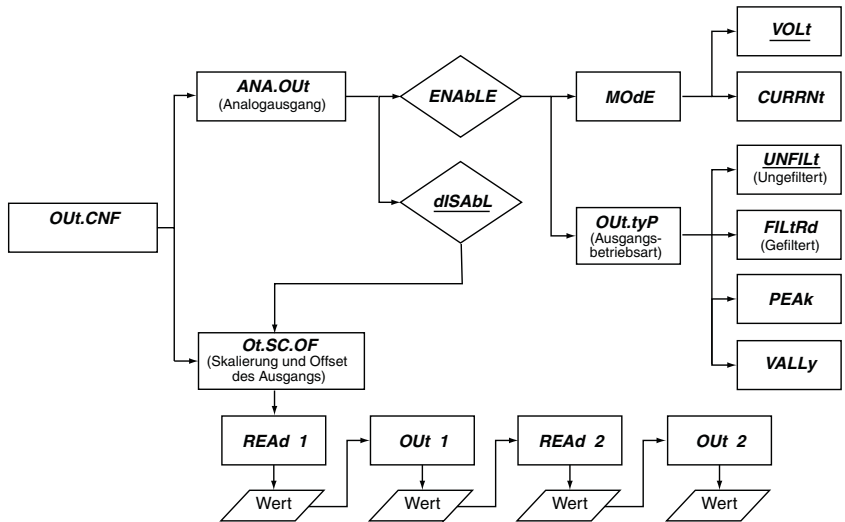 VOLt
ANA.OUt
(Analogausgang)
ENAbLE
MOdE
CURRNt
UNFILt
(Ungefiltert)
dISAbL
OUt.CNF
OUt.tyP
(Ausgangs-
betriebsart)
FILtRd
(Gefiltert)
PEAk
Ot.SC.OF
(Skalierung und Offset
des Ausgangs)
VALLy
REAd 1
OUt 1
REAd 2
OUt 2
Wert
Wert
Wert
Wert